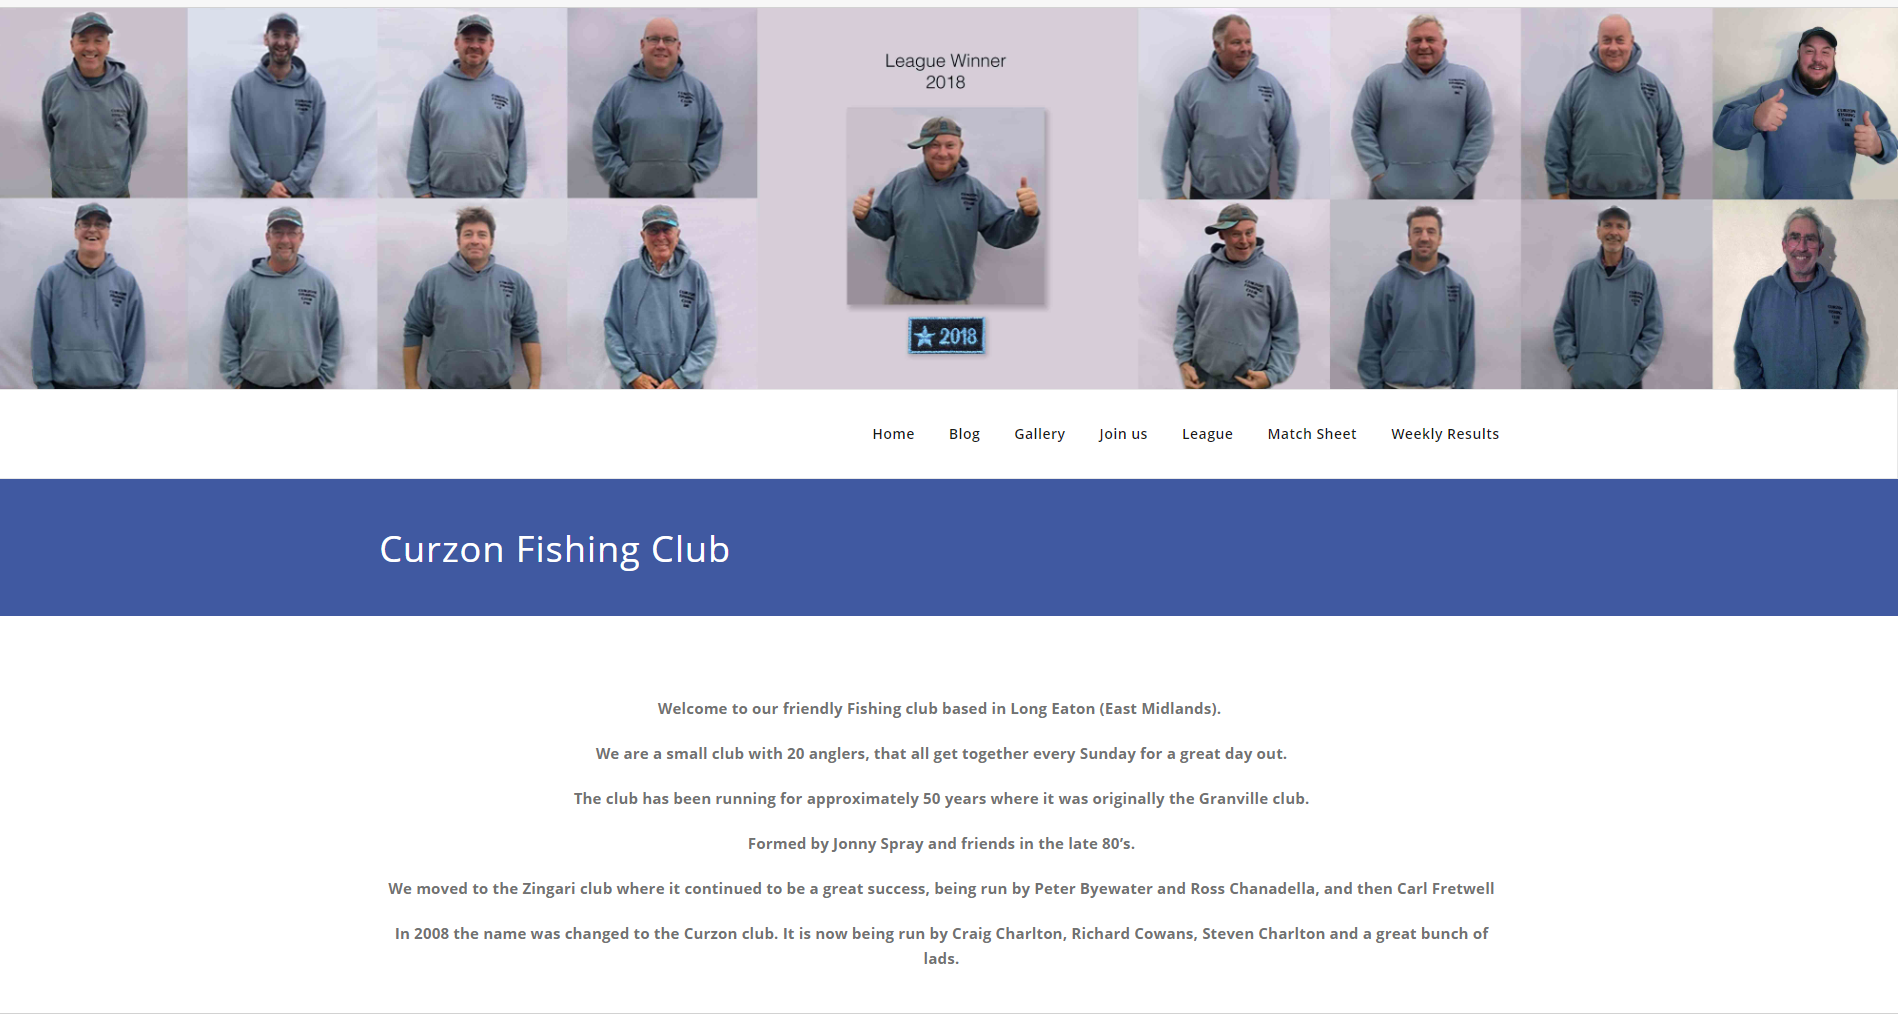 League Winner
2018
2018
CURZON
FISHING
CLUB
Home Blog Gallery Join us League Match Sheet Weekly Results
Curzon Fishing Club
Welcome to our friendly Fishing club based in Long Eaton (East Midlands).
We are a small club with 20 anglers, that all get together every Sunday for a great day out.
The club has been running for approximately 50 years where it was originally the Granville club.
Formed by Jonny Spray and friends in the late 80’s.
We moved to the Zingari club where it continued to be a great success, being run by Peter Byewater and Ross Chanadella, and then Carl Fretwell
In 2008 the name was changed to the Curzon club. It is now being run by Craig Charlton, Richard Cowans, Steven Charlton and a great bunch of
lads.